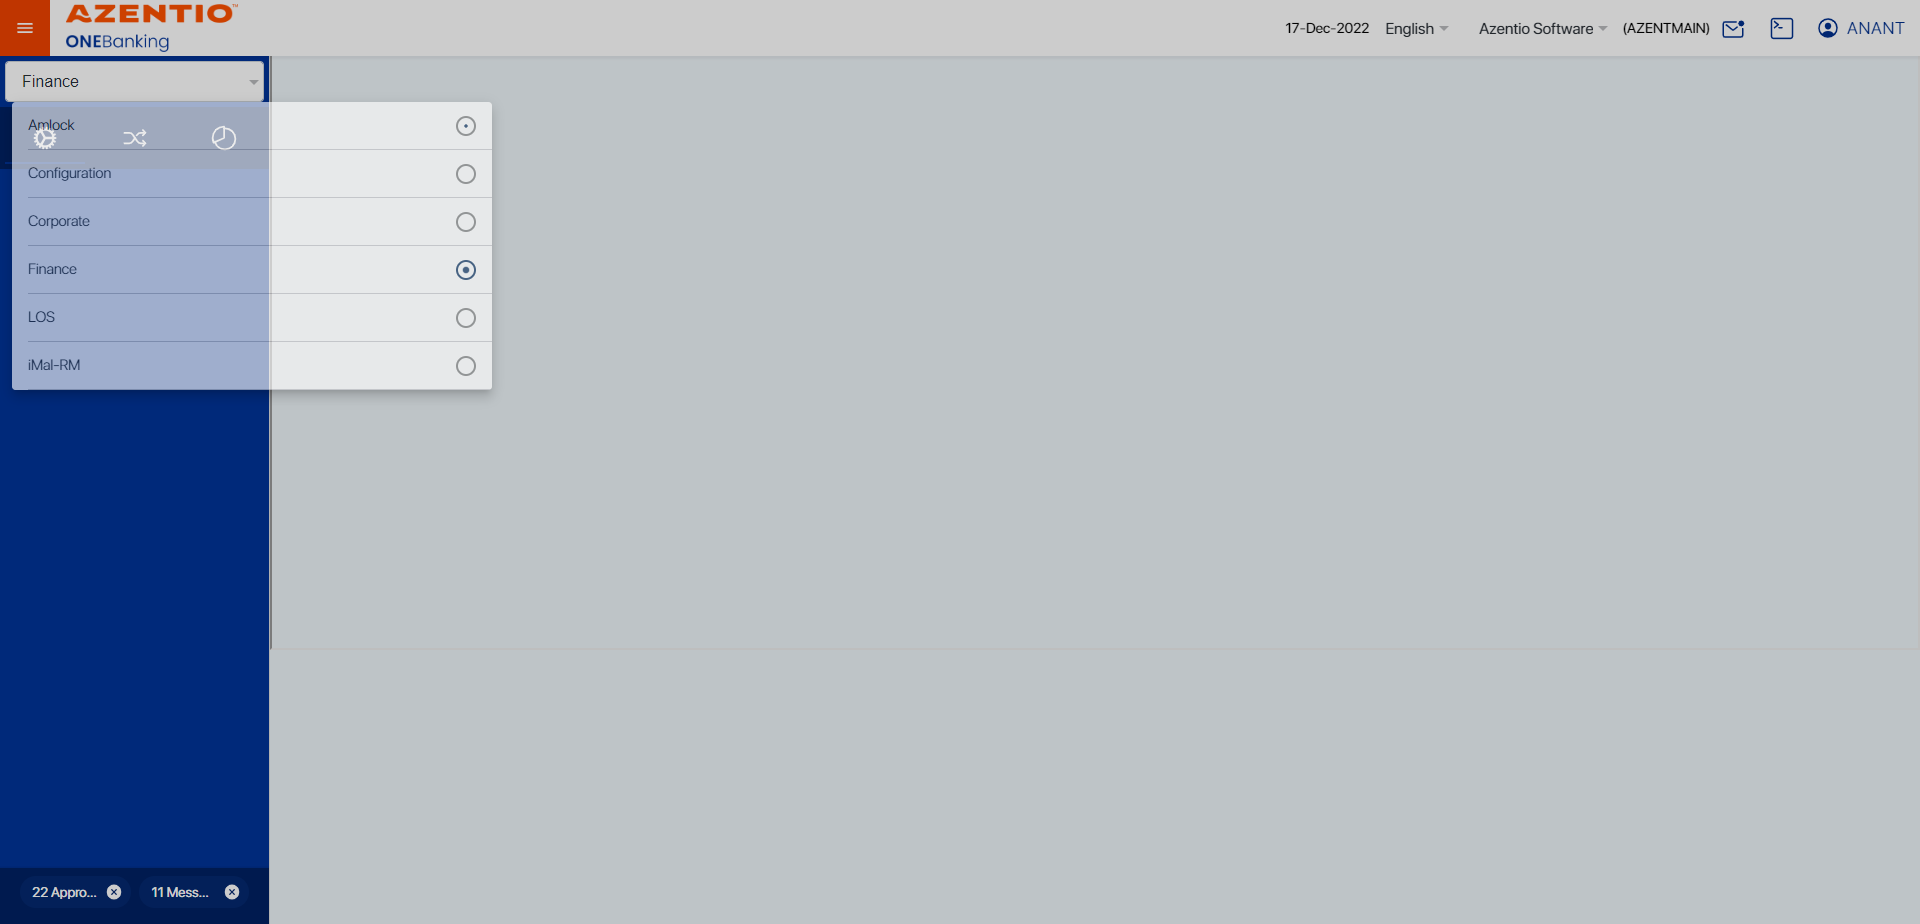 AZENTIO™
ONEBanking
17-Dec-2022 English Azentio Software (AZENTMAIN) ANANT
Finance
Amlock
Configuration
Corporate
Finance
LOS
iMal-RM
22 Appro... 11 Mess...